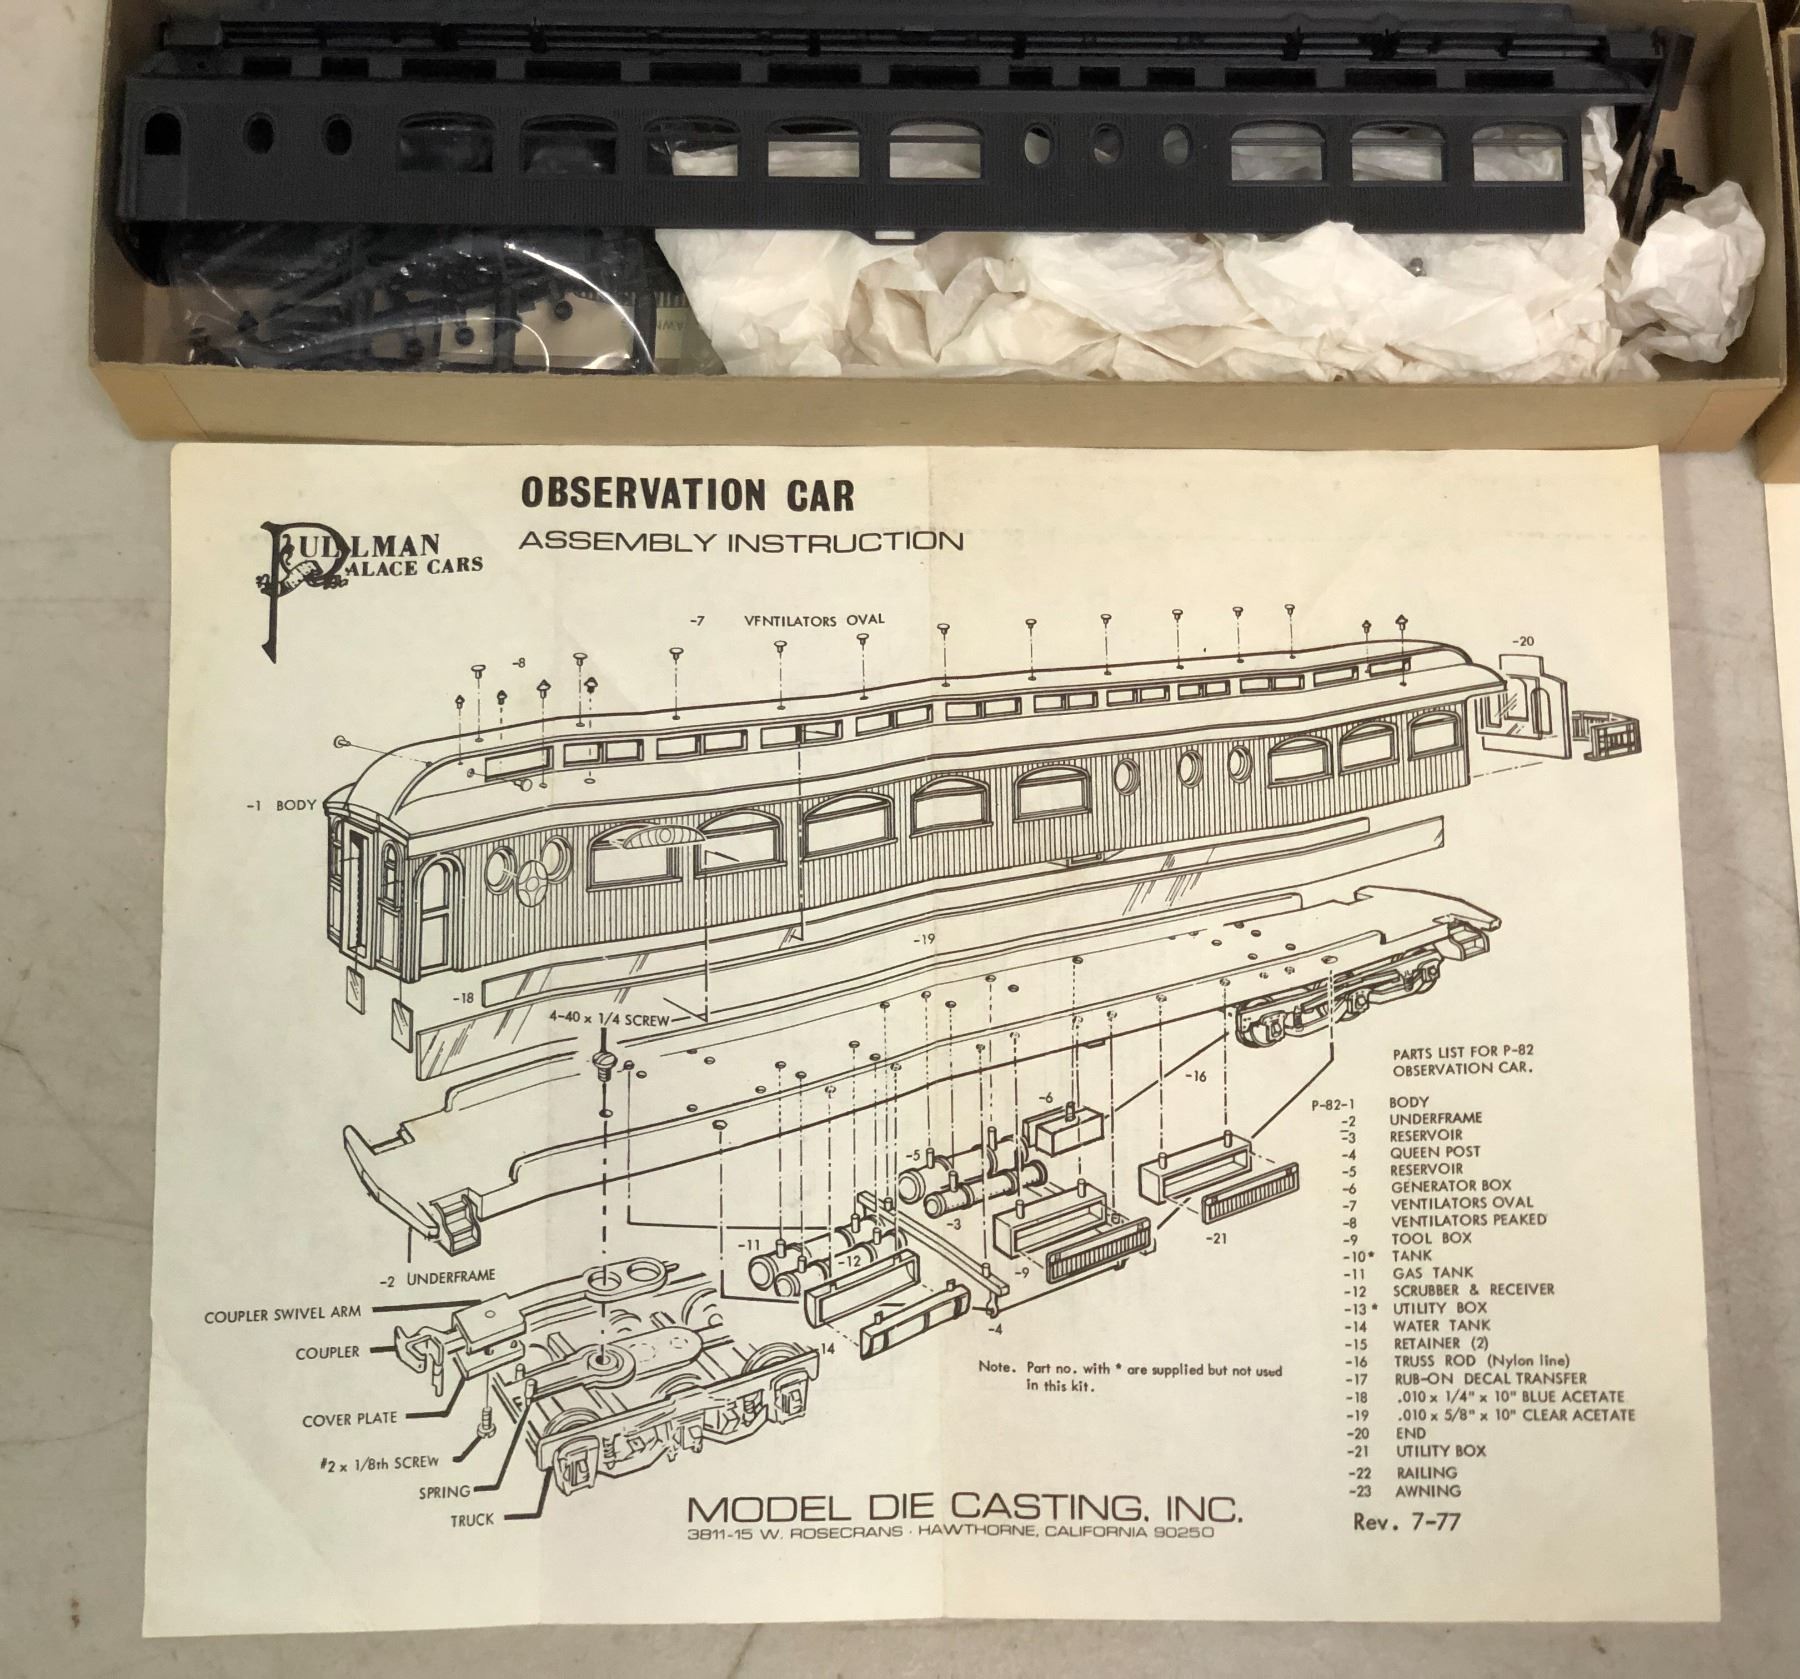 OBSERVATION CAR
ASSEMBLY INSTRUCTION
PULLMAN
PALACE CARS
-7 VENTILATORS OVAL
-8
-20
-1 BODY
-19
-18
4-40 x 1/4 SCREW
-16
-6
-5
-3
-21
-11
-12
-9
-4
-14
-2 UNDERFRAME
COUPLER SWIVEL ARM
COUPLER
COVER PLATE
#2 x 1/8th SCREW
SPRING
TRUCK
Note. Part no. with * are supplied but not used
in this kit.
PARTS LIST FOR P-82
OBSERVATION CAR.
P-82-1 BODY
-2 UNDERFRAME
-3 RESERVOIR
-4 QUEEN POST
-5 RESERVOIR
-6 GENERATOR BOX
-7 VENTILATORS OVAL
-8 VENTILATORS PEAKED
-9 TOOL BOX
-10* TANK
-11 GAS TANK
-12 SCRUBBER & RECEIVER
-13* UTILITY BOX
-14 WATER TANK
-15 RETAINER (2)
-16 TRUSS ROD (Nylon line)
-17 RUB-ON DECAL TRANSFER
-18 .010 x 1/4" x 10" BLUE ACETATE
-19 .010 x 5/8" x 10" CLEAR ACETATE
-20 END
-21 UTILITY BOX
-22 RAILING
-23 AWNING
Rev. 7-77
MODEL DIE CASTING, INC.
3811-15 W. ROSECRANS · HAWTHORNE, CALIFORNIA 90250